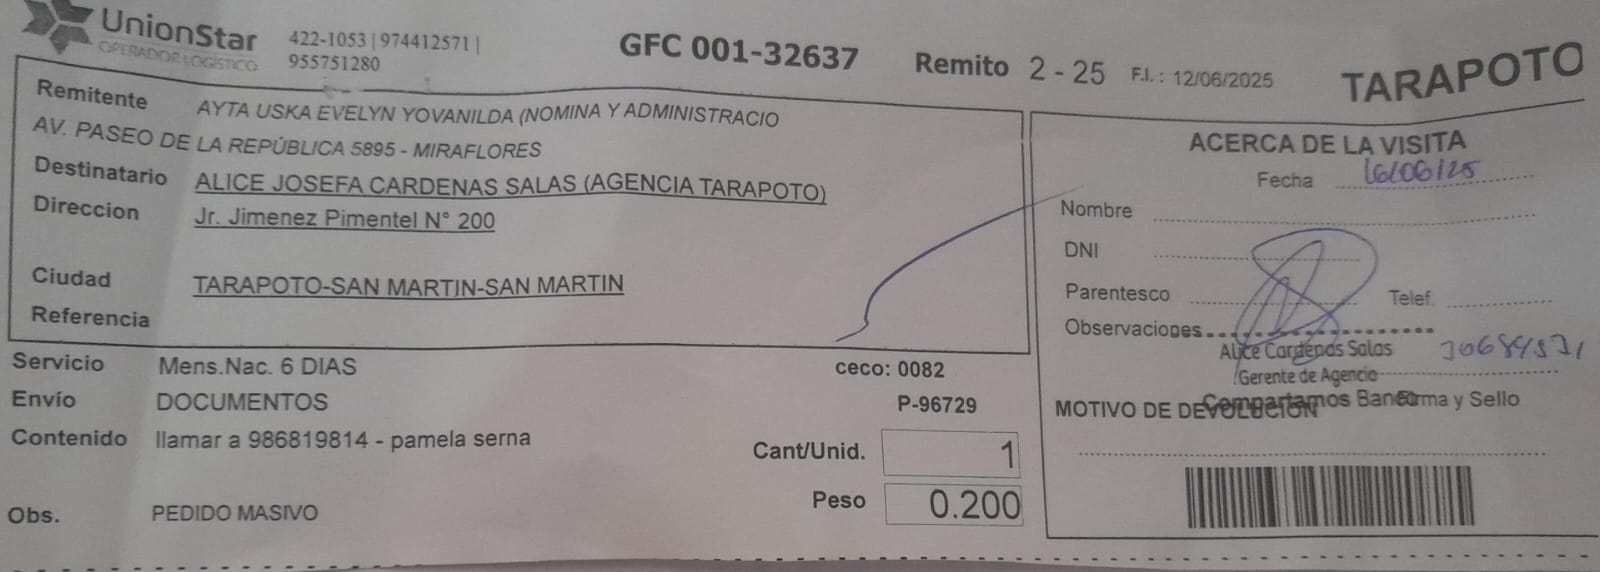 UnionStar
OPERADOR LOGÍSTICO
422-1053 | 974412571 |
955751280
GFC 001-32637
Remito 2 - 25 F.I. : 12/06/2025
TARAPOTO
Remitente AYTA USKA EVELYN YOVANILDA (NOMINA Y ADMINISTRACIO
AV. PASEO DE LA REPÚBLICA 5895 - MIRAFLORES
Destinatario ALICE JOSEFA CARDENAS SALAS (AGENCIA TARAPOTO)
Direccion Jr. Jimenez Pimentel N° 200
Ciudad TARAPOTO-SAN MARTIN-SAN MARTIN
Referencia
Servicio Mens.Nac. 6 DIAS
ceco: 0082
Envío DOCUMENTOS
P-96729
Contenido llamar a 986819814 - pamela serna
Cant/Unid. 1
Peso 0.200
Obs. PEDIDO MASIVO
ACERCA DE LA VISITA
Fecha 16/06/25
Nombre
DNI
Parentesco Telef.
Observaciones
Alice Cardenas Salas
Gerente de Agencia
Compartamos Banco
Firma y Sello
MOTIVO DE DEVOLUCION